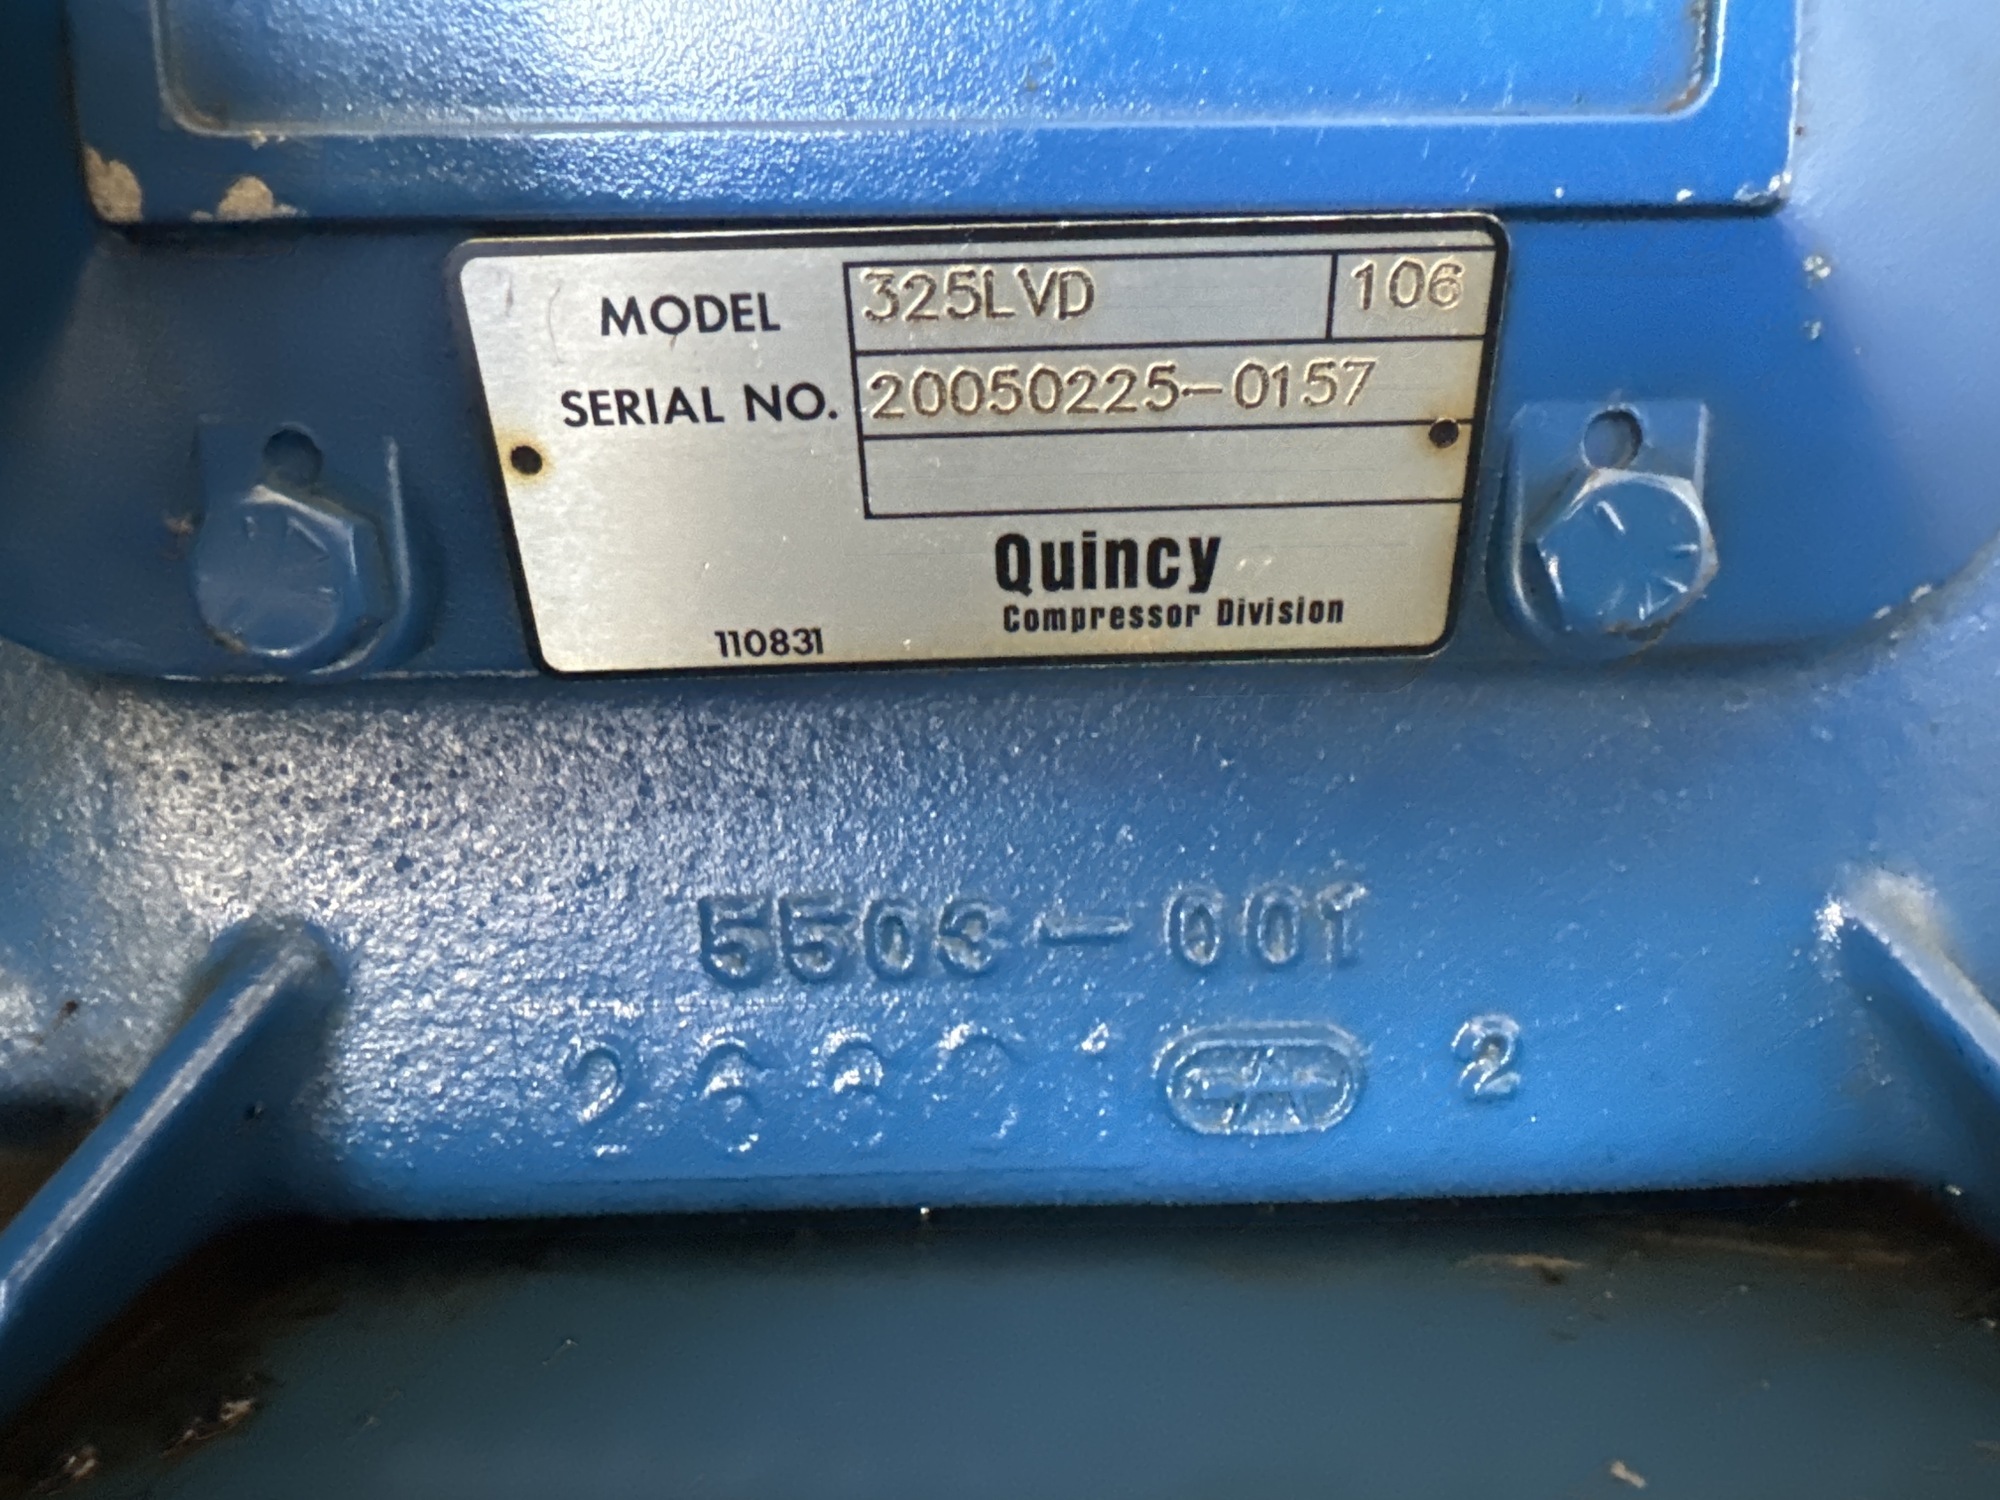 MODEL 325LVD 106
SERIAL NO. 20050225-0157
Quincy
Compressor Division
110831
5503-001
2